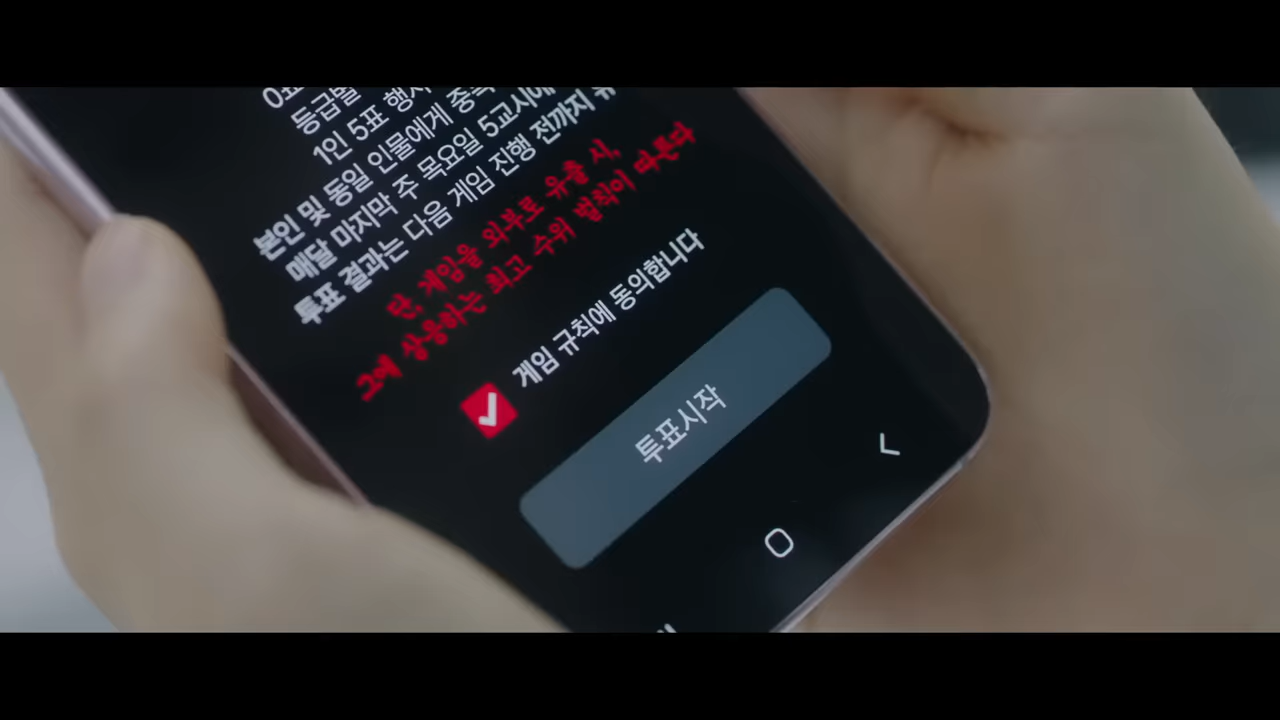 등급별
1인 5표 행사
본인 및 동일 인물에게 중복
매달 마지막 주 목요일 5교시에
투표 결과는 다음 게임 진행 전까지
단, 게임을 외부로 유출 시,
그에 상응하는 최고 수위 벌칙이 따른다
게임 규칙에 동의합니다
투표시작